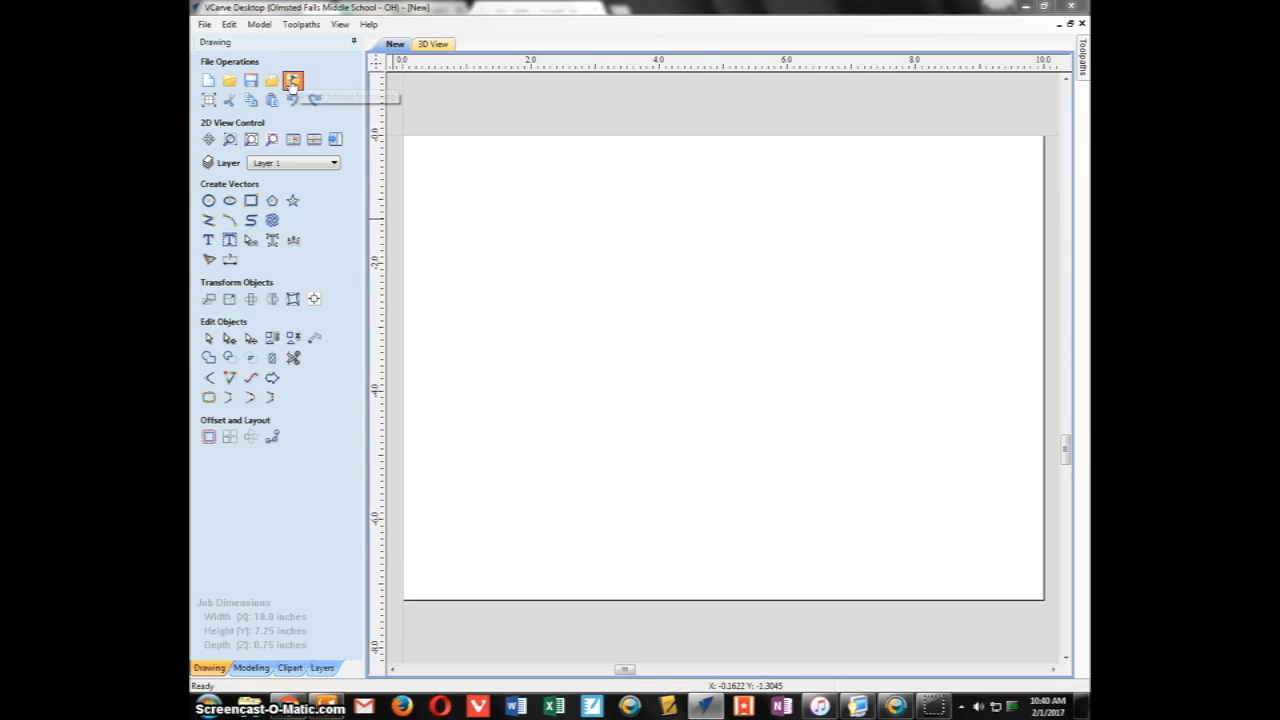 VCarve Desktop (Olmsted Falls Middle School - OH) - [New]
File Edit Model Toolpaths View Help
Drawing
File Operations
2D View Control
Layer Layer 1
Create Vectors
Transform Objects
Edit Objects
Offset and Layout
Job Dimensions
Width [X]: 10.0 inches
Height [Y]: 7.25 inches
Depth [Z]: 0.75 inches
Drawing Modeling Clipart Layers
New 3D View
0.0 2.0 4.0 6.0 8.0 10.0
Toolpaths
Ready
X: -0.1622 Y: -1.3045
Screencast-O-Matic.com
10:40 AM
2/1/2017